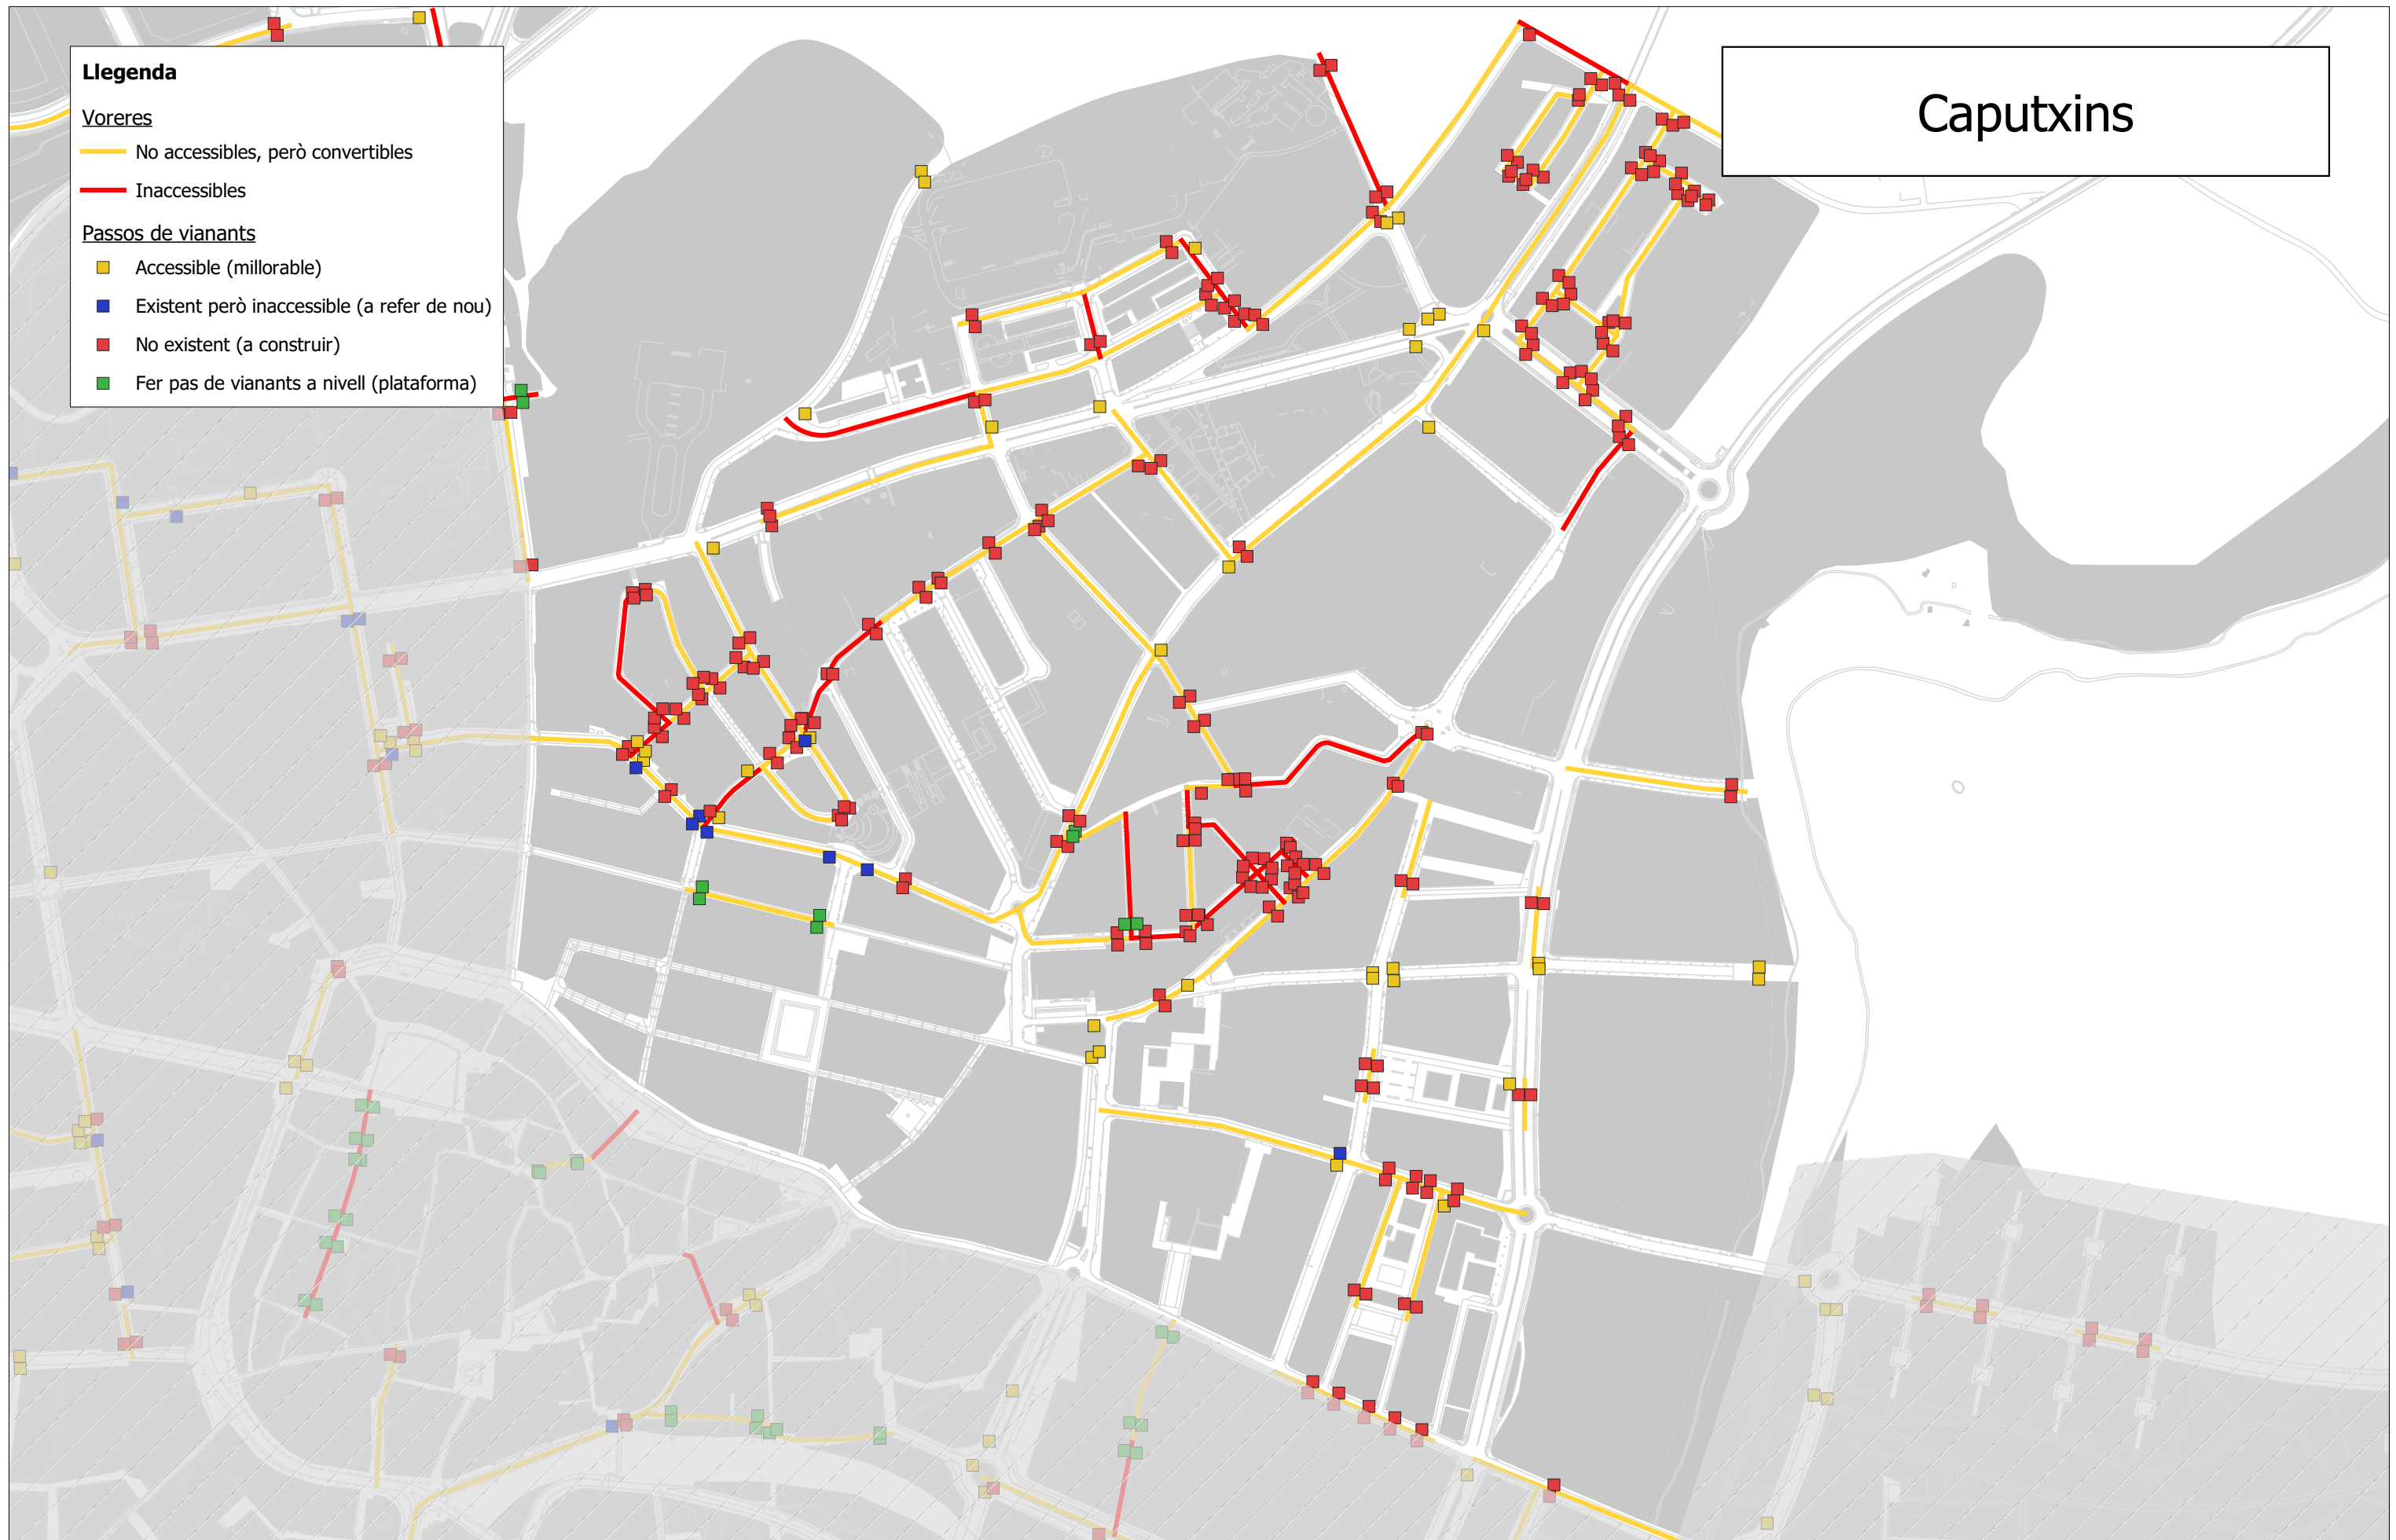 Llegenda
Voreres
No accessibles, però convertibles
Inaccessibles
Passos de vianants
Accessible (millorable)
Existent però inaccessible (a refer de nou)
No existent (a construir)
Fer pas de vianants a nivell (plataforma)
Caputxins